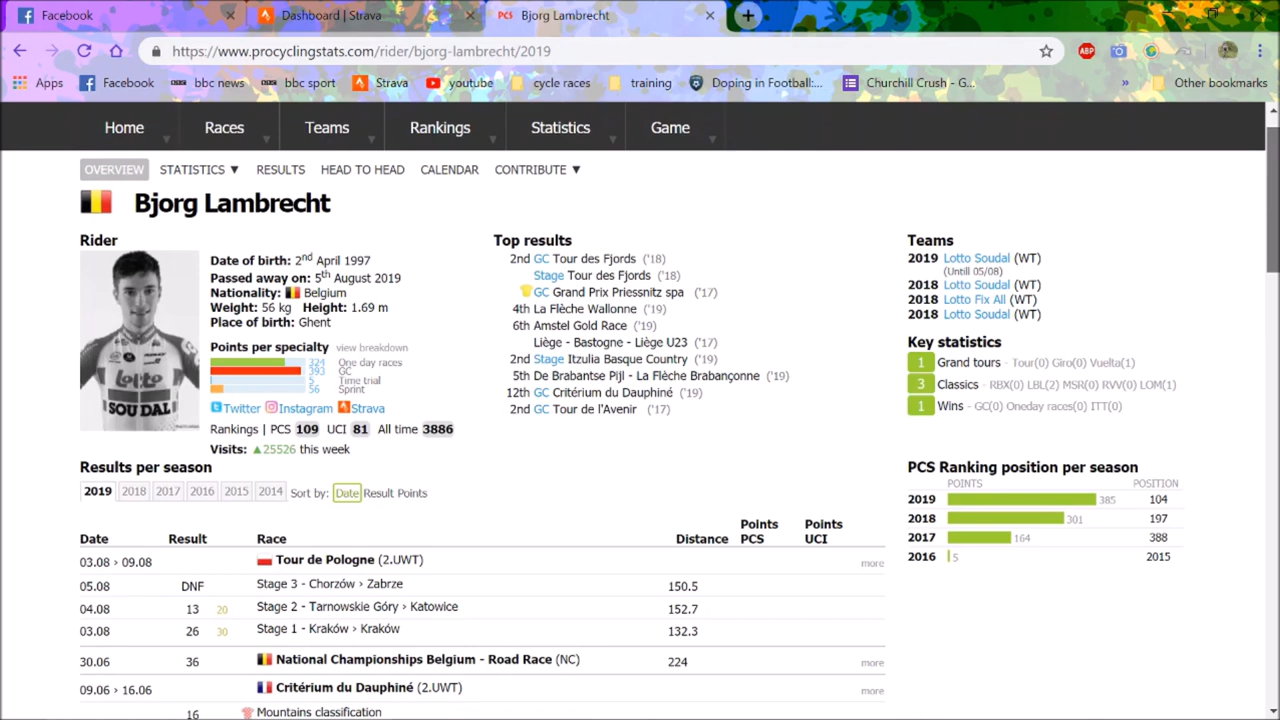 Facebook
Dashboard | Strava
PCS Bjorg Lambrecht
https://www.procyclingstats.com/rider/bjorg-lambrecht/2019
ABP
Apps Facebook bbc news bbc sport Strava youtube cycle races training Doping in Football:... Churchill Crush - G... » Other bookmarks
Home Races Teams Rankings Statistics Game
OVERVIEW STATISTICS ▼ RESULTS HEAD TO HEAD CALENDAR CONTRIBUTE ▼
Bjorg Lambrecht
Rider
lotto
SOUDAL
Date of birth: 2nd April 1997
Passed away on: 5th August 2019
Nationality: Belgium
Weight: 56 kg Height: 1.69 m
Place of birth: Ghent
Points per specialty view breakdown
324 One day races
393 GC
5 Time trial
56 Sprint
Twitter Instagram Strava
Rankings | PCS 109 UCI 81 All time 3886
Visits: ▲25526 this week
Top results
2nd GC Tour des Fjords ('18)
Stage Tour des Fjords ('18)
GC Grand Prix Priessnitz spa ('17)
4th La Flèche Wallonne ('19)
6th Amstel Gold Race ('19)
Liège - Bastogne - Liège U23 ('17)
2nd Stage Itzulia Basque Country ('19)
5th De Brabantse Pijl - La Flèche Brabançonne ('19)
12th GC Critérium du Dauphiné ('19)
2nd GC Tour de l'Avenir ('17)
Teams
2019 Lotto Soudal (WT)
(Untill 05/08)
2018 Lotto Soudal (WT)
2018 Lotto Fix All (WT)
2018 Lotto Soudal (WT)
Key statistics
1 Grand tours - Tour(0) Giro(0) Vuelta(1)
3 Classics - RBX(0) LBL(2) MSR(0) RVV(0) LOM(1)
1 Wins - GC(0) Oneday races(0) ITT(0)
Results per season
2019 2018 2017 2016 2015 2014 Sort by: Date Result Points
Date Result Race Distance Points PCS Points UCI
03.08 › 09.08 Tour de Pologne (2.UWT) more
05.08 DNF Stage 3 - Chorzów › Zabrze 150.5
04.08 13 20 Stage 2 - Tarnowskie Góry › Katowice 152.7
03.08 26 30 Stage 1 - Kraków › Kraków 132.3
30.06 36 National Championships Belgium - Road Race (NC) 224 more
09.06 › 16.06 Critérium du Dauphiné (2.UWT) more
16 Mountains classification
PCS Ranking position per season
POINTS POSITION
2019 385 104
2018 301 197
2017 164 388
2016 5 2015